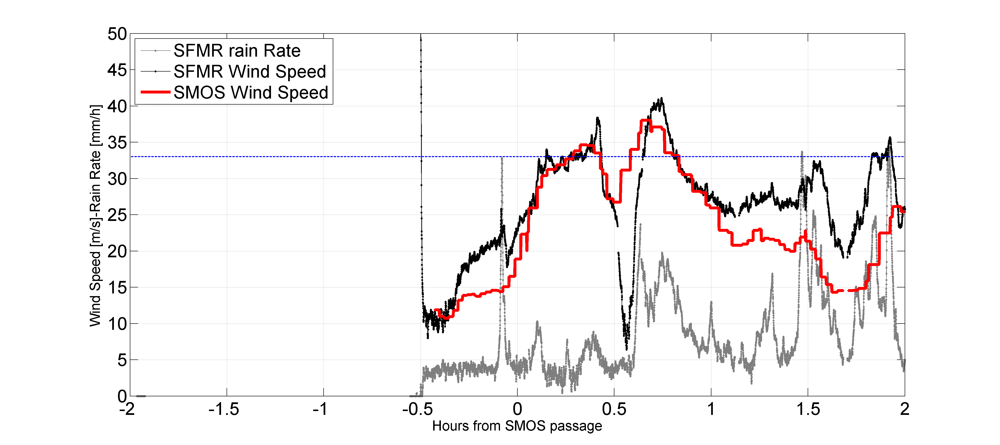 50
45
40
35
30
25
20
15
10
5
0
SFMR rain Rate
SFMR Wind Speed
SMOS Wind Speed
Wind Speed [m/s]-Rain Rate [mm/h]
-2 -1.5 -1 -0.5 0 0.5 1 1.5 2
Hours from SMOS passage